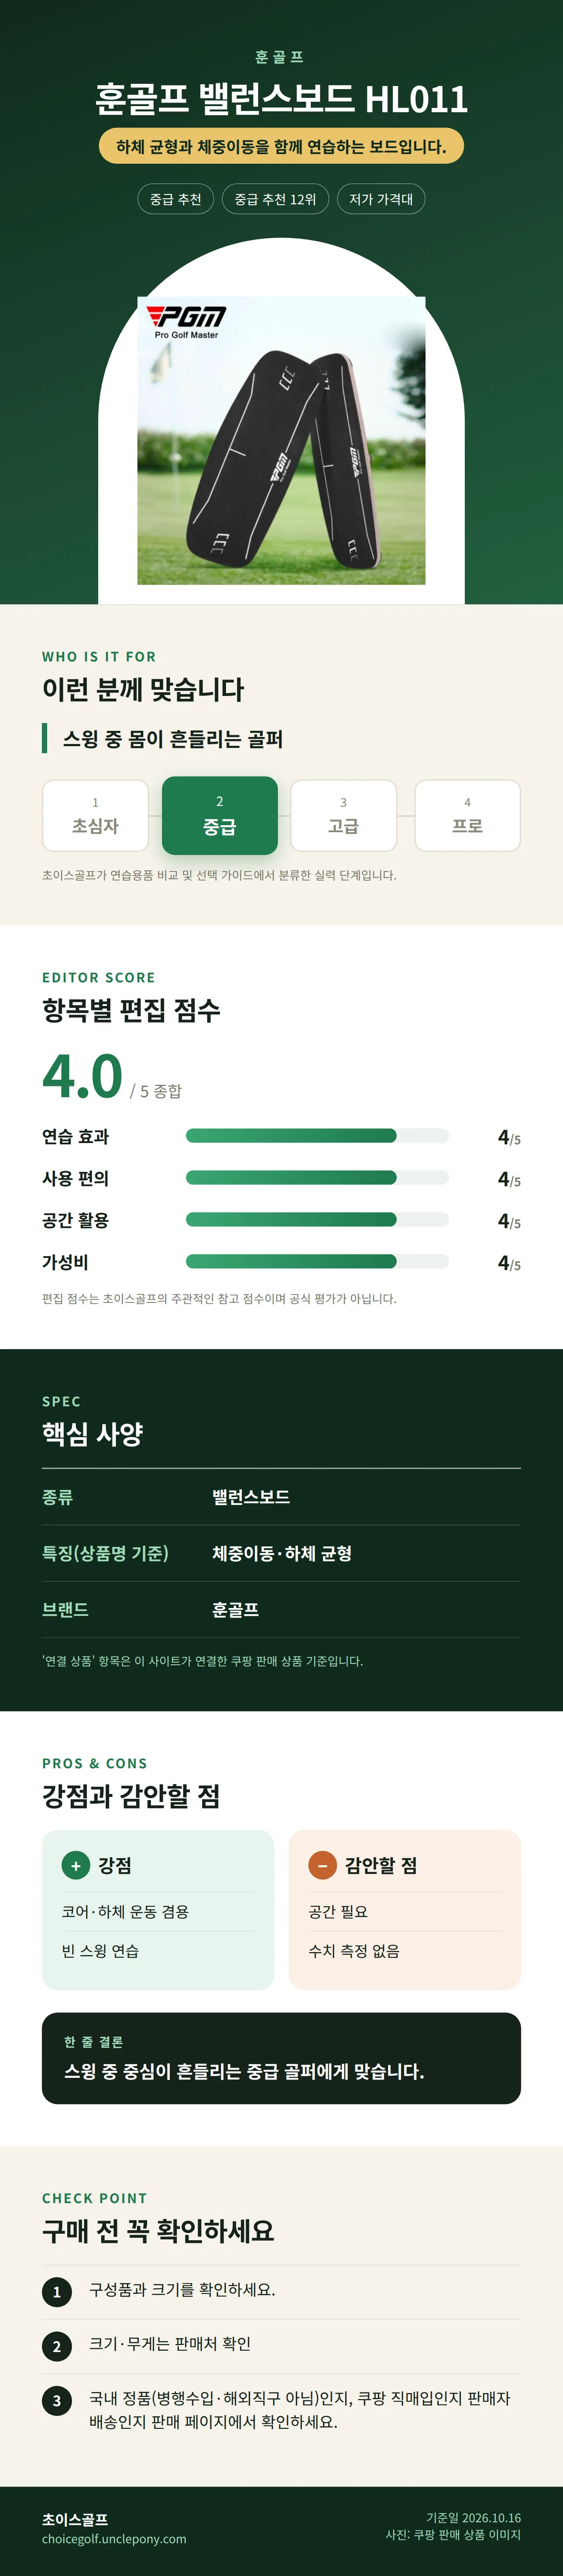 훈골프
훈골프 밸런스보드 HL011
하체 균형과 체중이동을 함께 연습하는 보드입니다.
중급 추천
중급 추천 12위
저가 가격대
PGM
Pro Golf Master
PGM
PGM
WHO IS IT FOR
이런 분께 맞습니다
스윙 중 몸이 흔들리는 골퍼
1
초심자
2
중급
3
고급
4
프로
초이스골프가 연습용품 비교 및 선택 가이드에서 분류한 실력 단계입니다.
EDITOR SCORE
항목별 편집 점수
4.0 / 5 종합
연습 효과 4/5
사용 편의 4/5
공간 활용 4/5
가성비 4/5
편집 점수는 초이스골프의 주관적인 참고 점수이며 공식 평가가 아닙니다.
SPEC
핵심 사양
종류 밸런스보드
특징(상품명 기준) 체중이동·하체 균형
브랜드 훈골프
'연결 상품' 항목은 이 사이트가 연결한 쿠팡 판매 상품 기준입니다.
PROS & CONS
강점과 감안할 점
+ 강점
코어·하체 운동 겸용
빈 스윙 연습
− 감안할 점
공간 필요
수치 측정 없음
한 줄 결론
스윙 중 중심이 흔들리는 중급 골퍼에게 맞습니다.
CHECK POINT
구매 전 꼭 확인하세요
1 구성품과 크기를 확인하세요.
2 크기·무게는 판매처 확인
3 국내 정품(병행수입·해외직구 아님)인지, 쿠팡 직매입인지 판매자
배송인지 판매 페이지에서 확인하세요.
초이스골프
choicegolf.unclepony.com
기준일 2026.10.16
사진: 쿠팡 판매 상품 이미지